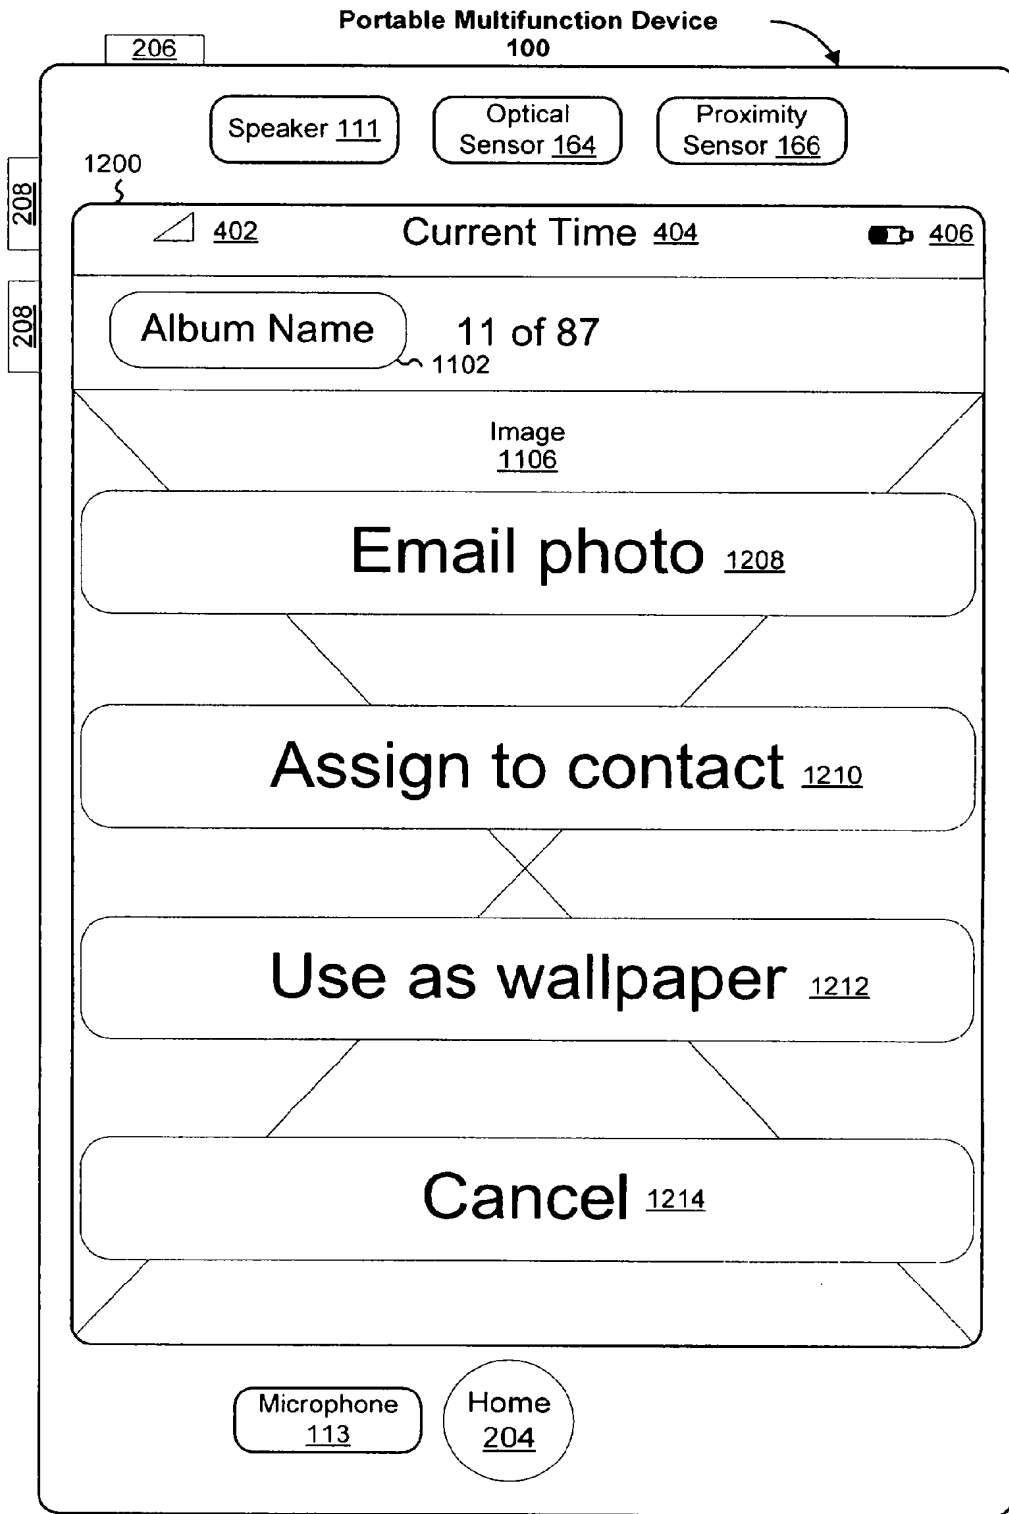 Portable Multifunction Device
100
206
Speaker 111
Optical
Sensor 164
Proximity
Sensor 166
1200
208
402
Current Time 404
406
208
Album Name
11 of 87
1102
Image
1106
Email photo 1208
Assign to contact 1210
Use as wallpaper 1212
Cancel 1214
Microphone
113
Home
204